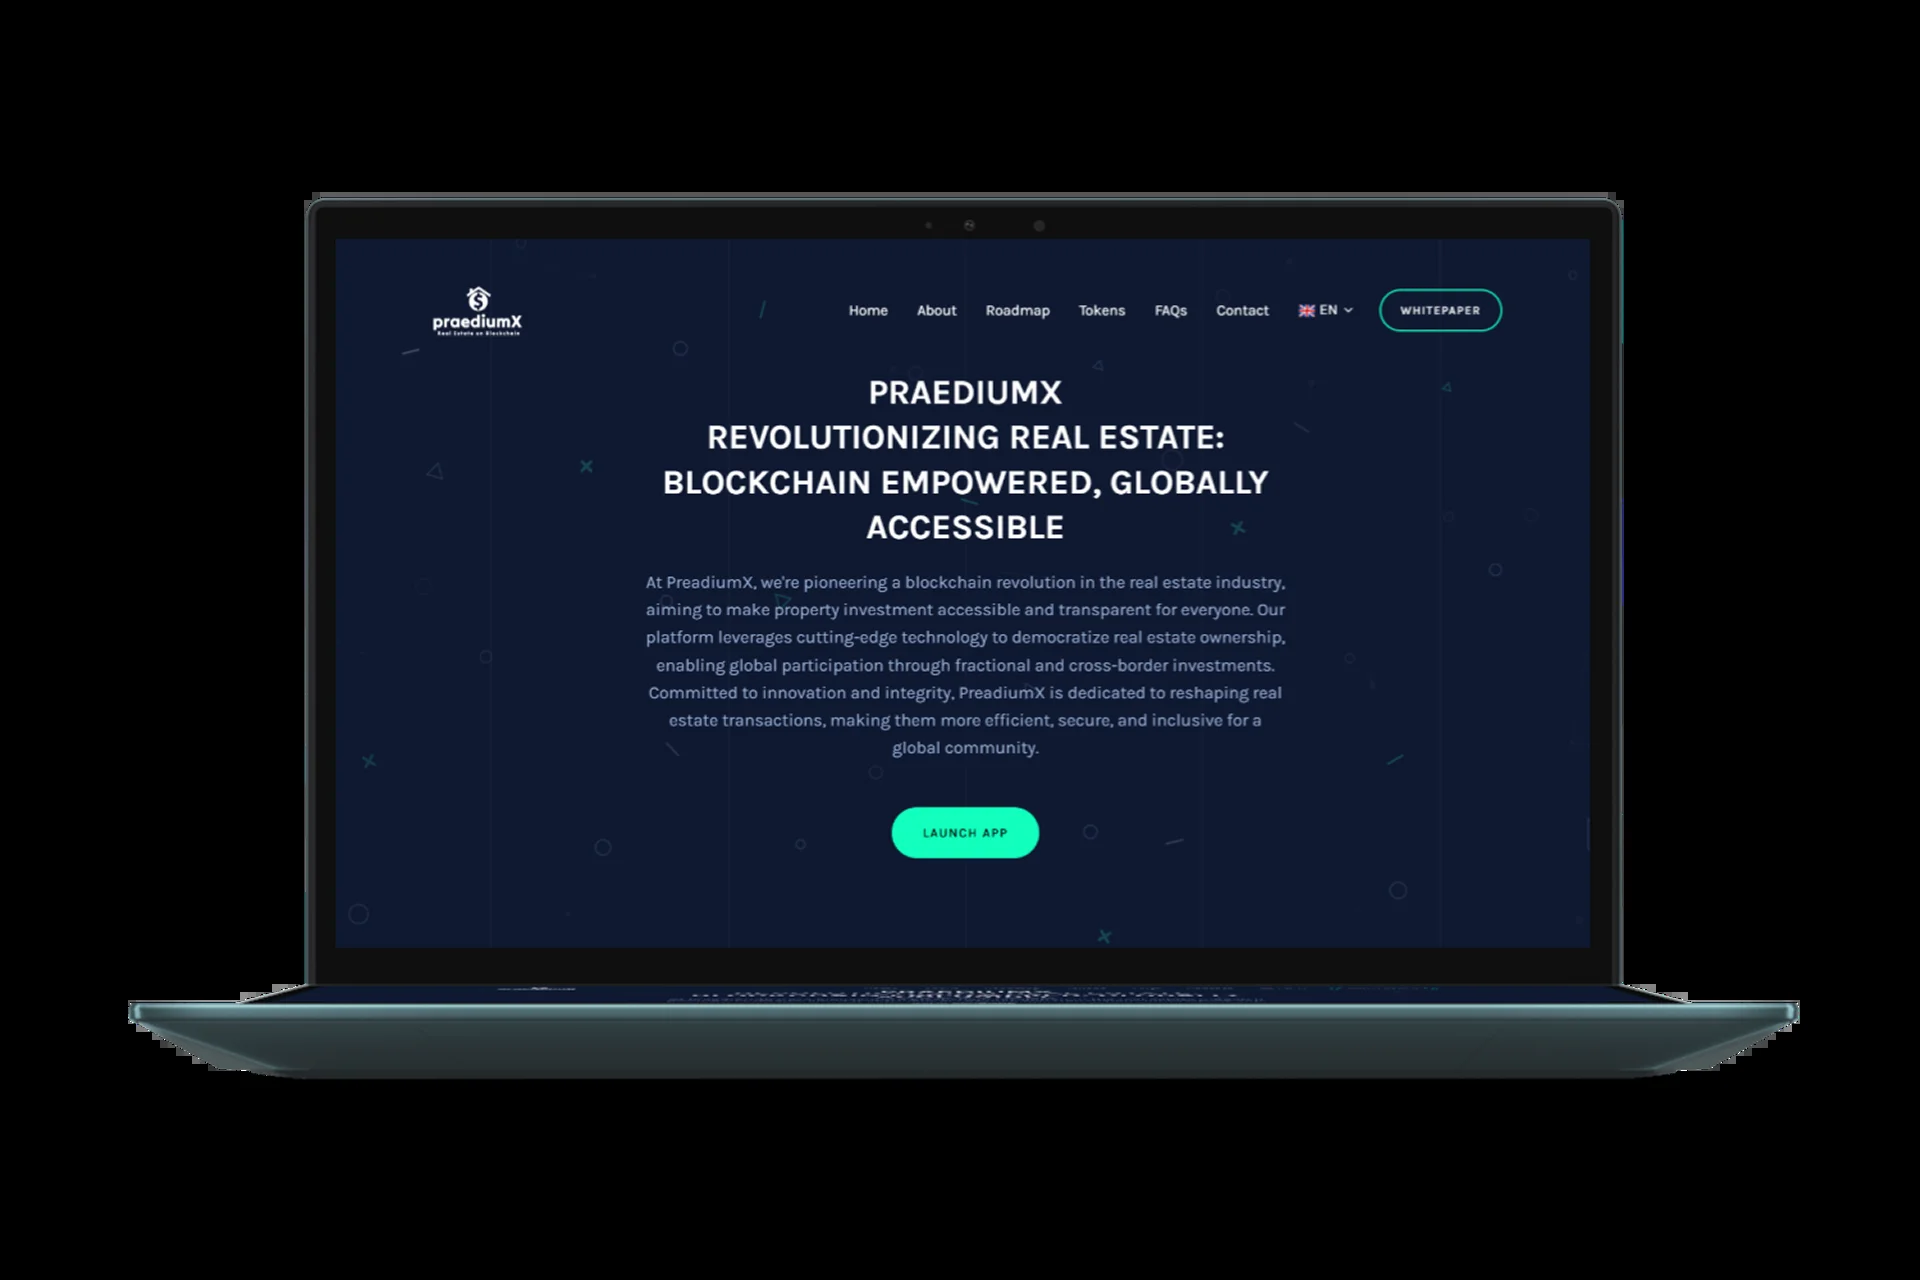 praediumX
Real Estate on Blockchain
Home About Roadmap Tokens FAQs Contact EN WHITEPAPER
PRAEDIUMX
REVOLUTIONIZING REAL ESTATE:
BLOCKCHAIN EMPOWERED, GLOBALLY
ACCESSIBLE
At PreadiumX, we're pioneering a blockchain revolution in the real estate industry,
aiming to make property investment accessible and transparent for everyone. Our
platform leverages cutting-edge technology to democratize real estate ownership,
enabling global participation through fractional and cross-border investments.
Committed to innovation and integrity, PreadiumX is dedicated to reshaping real
estate transactions, making them more efficient, secure, and inclusive for a
global community.
LAUNCH APP